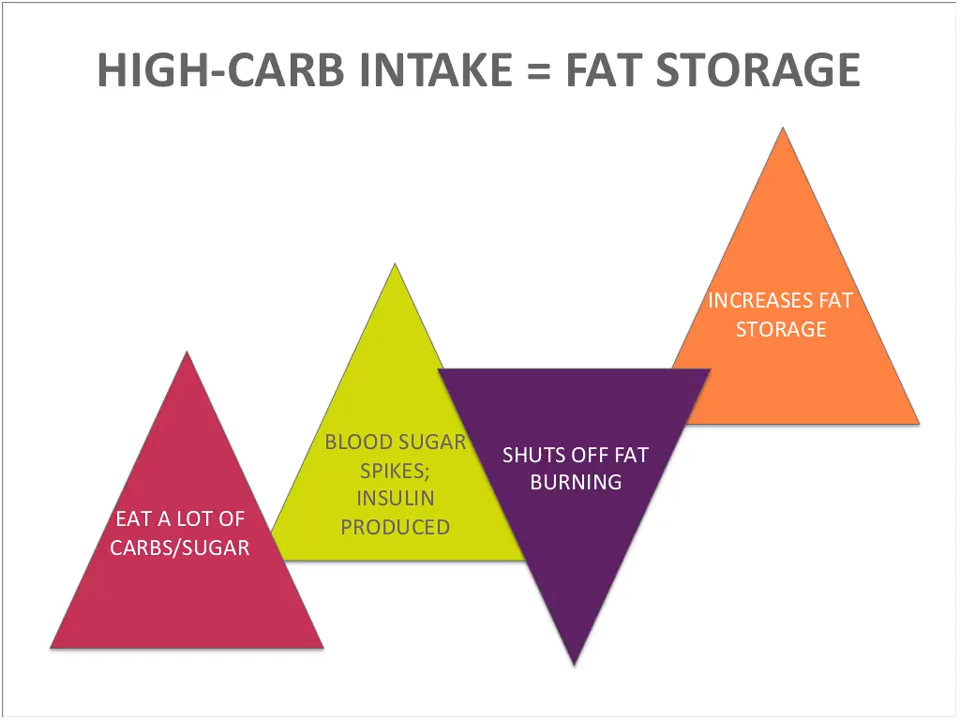 HIGH-CARB INTAKE = FAT STORAGE
EAT A LOT OF
CARBS/SUGAR
BLOOD SUGAR
SPIKES;
INSULIN
PRODUCED
SHUTS OFF FAT
BURNING
INCREASES FAT
STORAGE